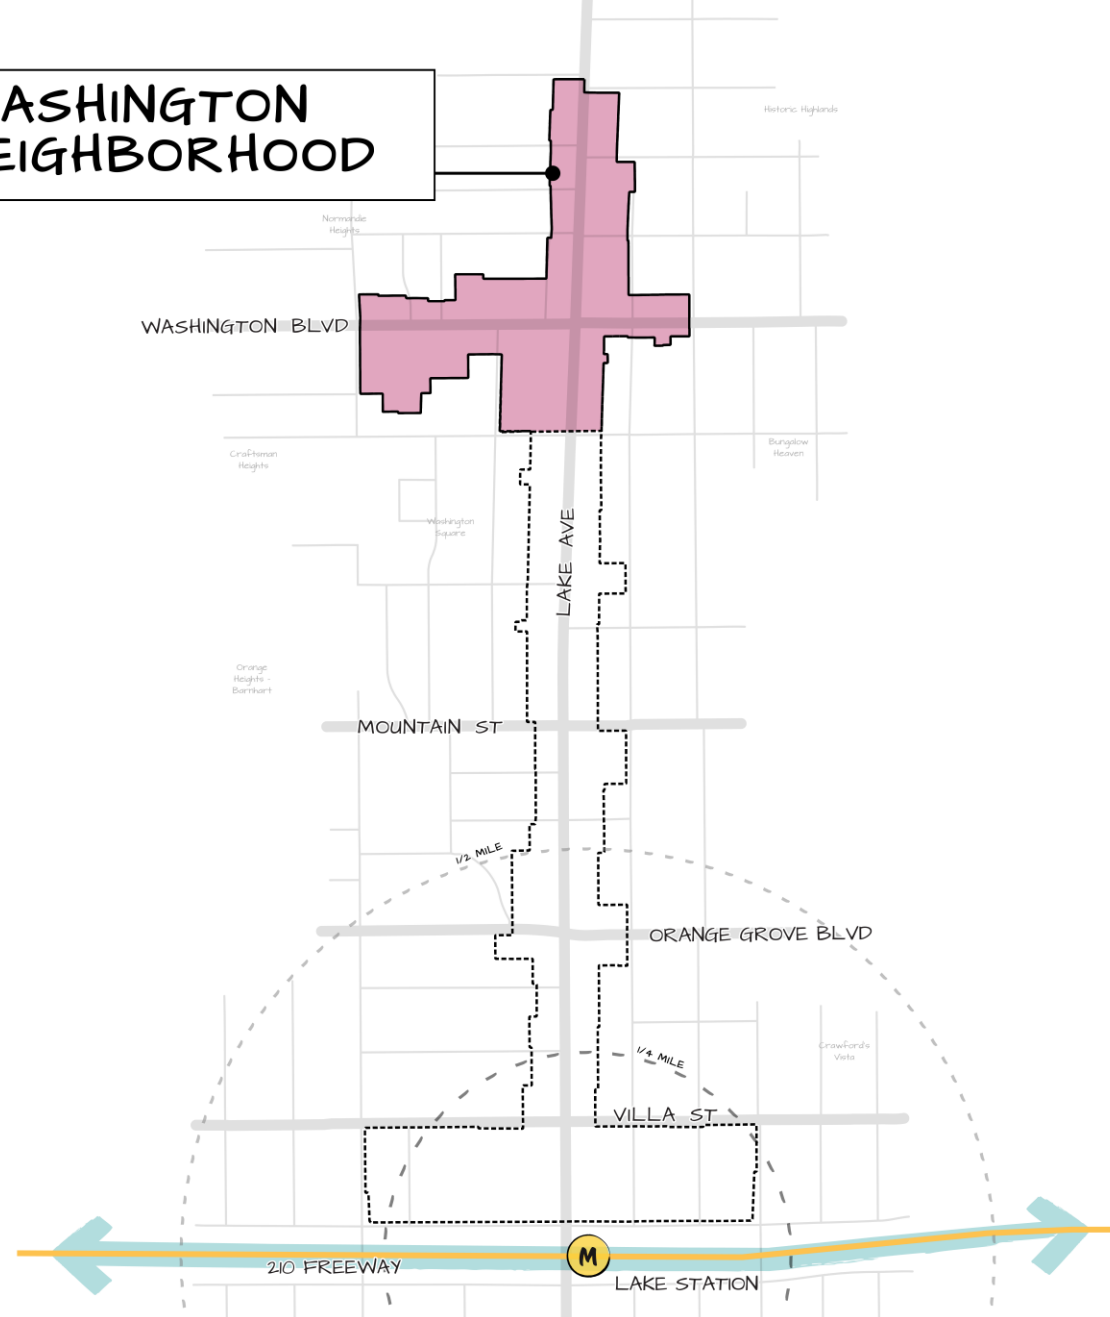 ASHINGTON
EIGHBORHOOD
Historic Highlands
Normandie
Heights
WASHINGTON BLVD
Craftsman
Heights
Bungalow
Heaven
Washington
Square
LAKE AVE
Orange
Heights -
Barnhart
MOUNTAIN ST
1/2 MILE
ORANGE GROVE BLVD
Crawford's
Vista
1/4 MILE
VILLA ST
M
210 FREEWAY
LAKE STATION